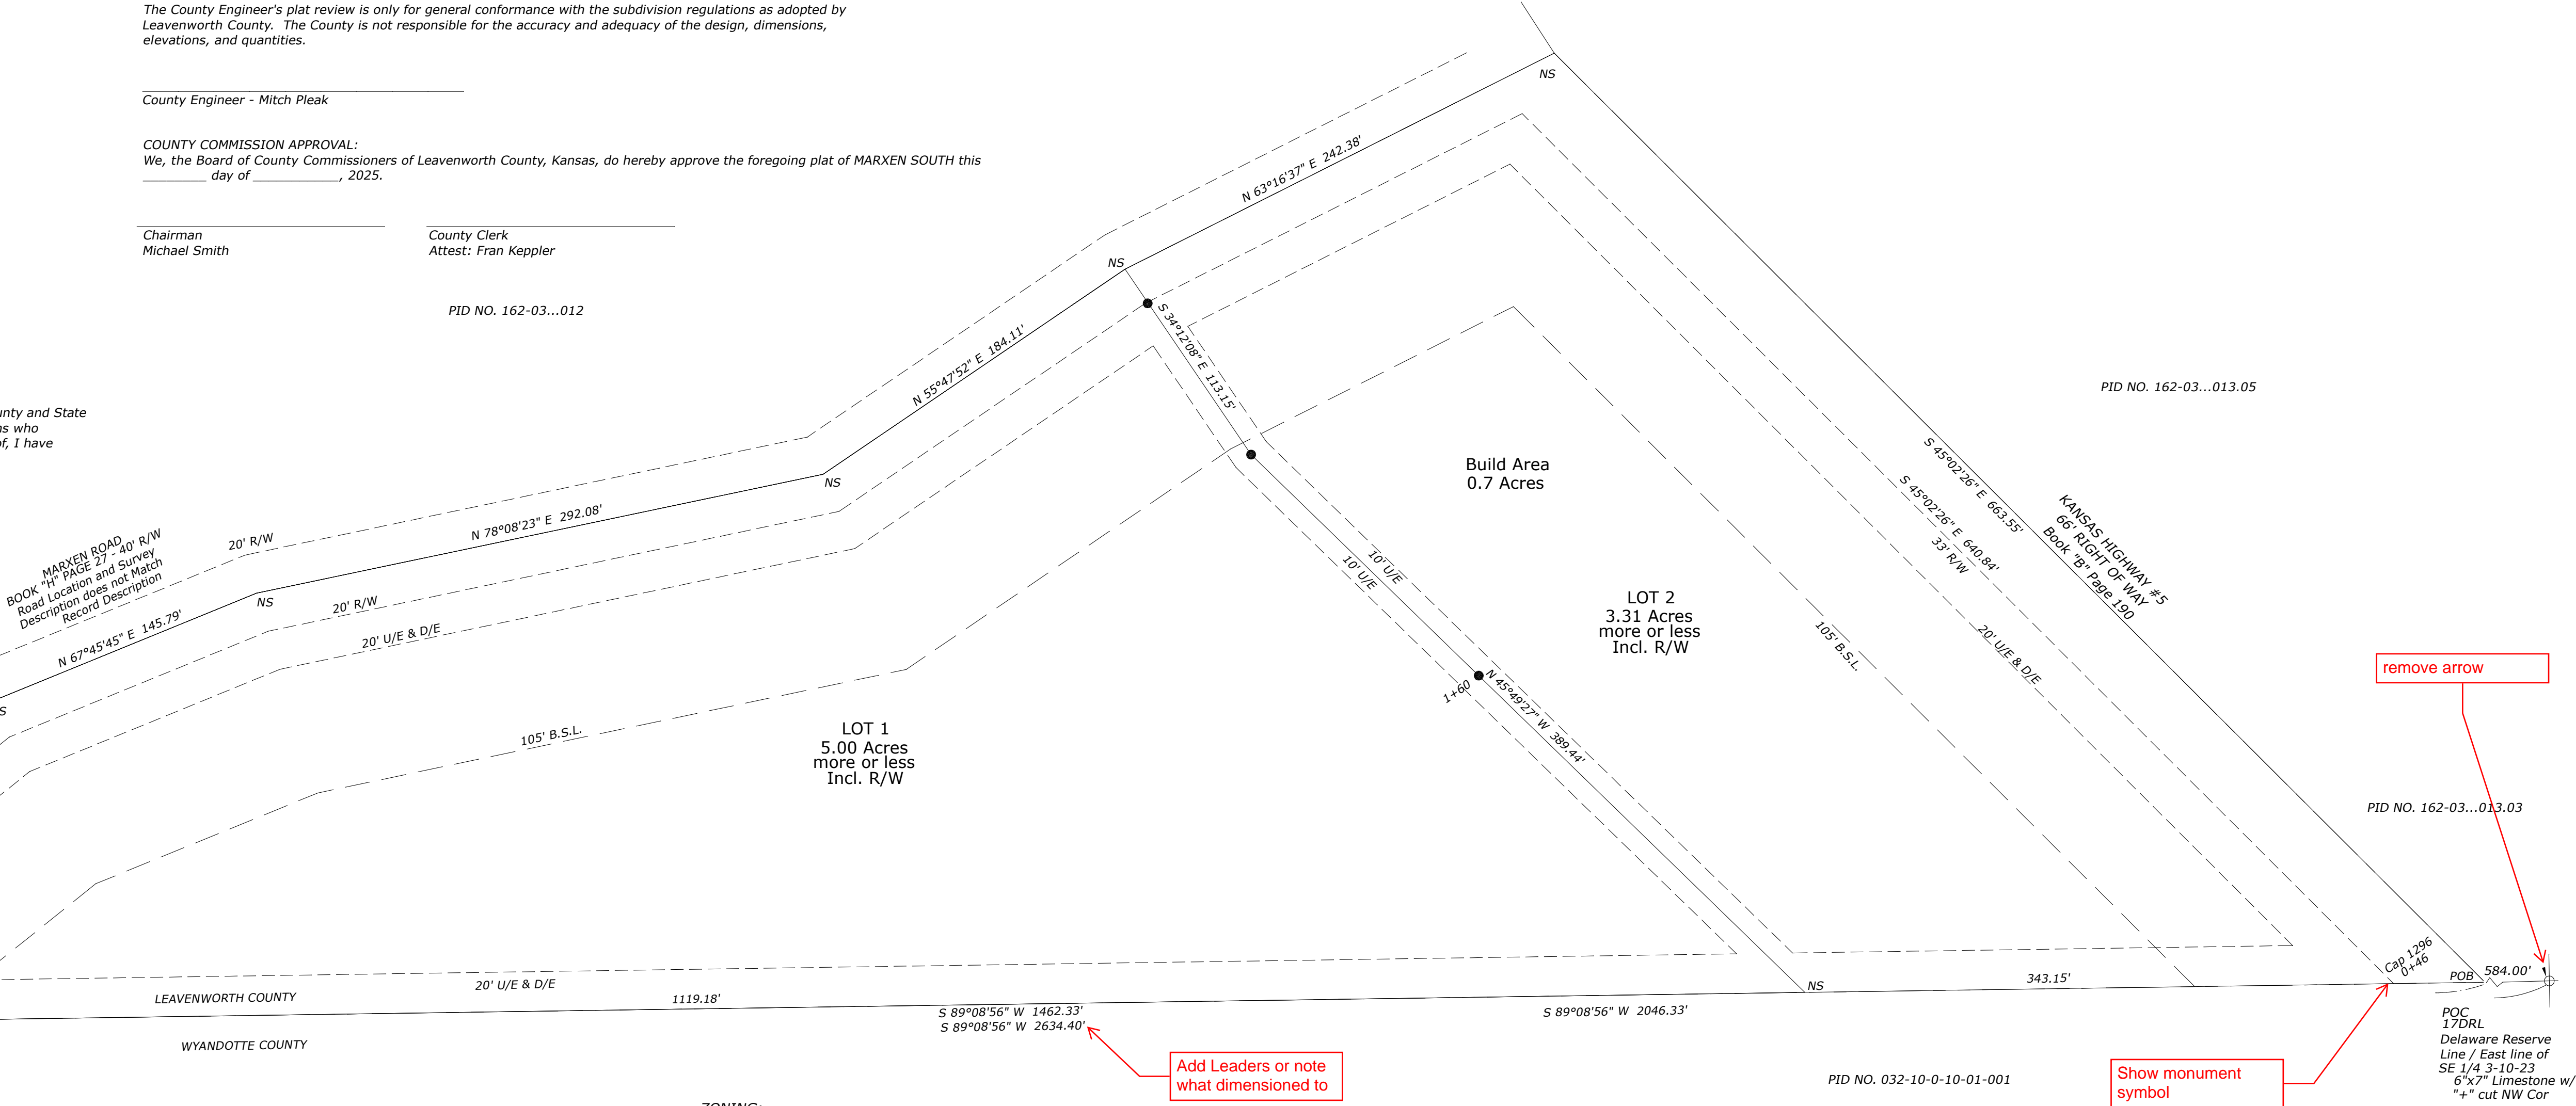 The County Engineer's plat review is only for general conformance with the subdivision regulations as adopted by
Leavenworth County.  The County is not responsible for the accuracy and adequacy of the design, dimensions,
elevations, and quantities.
County Engineer - Mitch Pleak
COUNTY COMMISSION APPROVAL:
We, the Board of County Commissioners of Leavenworth County, Kansas, do hereby approve the foregoing plat of MARXEN SOUTH this
_________ day of ____________, 2025.
Chairman
Michael Smith
County Clerk
Attest: Fran Keppler
PID NO. 162-03...012
unty and State
ns who
of, I have
MARXEN ROAD
BOOK "H" PAGE 27 - 40' R/W
Road Location and Survey
Description does not Match
Record Description
20' R/W
N 67°45'45" E  145.79'
S
NS
N 78°08'23" E  292.08'
20' R/W
20' U/E & D/E
NS
N 55°47'52" E  184.11'
NS
N 63°16'37" E  242.38'
NS
S 34°12'08" E  113.15'
105' B.S.L.
LOT 1
5.00 Acres
more or less
Incl. R/W
Build Area
0.7 Acres
10' U/E
10' U/E
LOT 2
3.31 Acres
more or less
Incl. R/W
1+60
N 45°49'27" W  389.44'
105' B.S.L.
20' U/E & D/E
S 45°02'26" E  663.55'
S 45°02'26" E  640.84'
33' R/W
KANSAS HIGHWAY #5
66' RIGHT OF WAY
Book "B" Page 190
PID NO. 162-03...013.05
remove arrow
PID NO. 162-03...013.03
Cap 1296
0+46
POB
584.00'
343.15'
NS
20' U/E & D/E
LEAVENWORTH COUNTY
1119.18'
S 89°08'56" W  1462.33'
S 89°08'56" W  2634.40'
S 89°08'56" W  2046.33'
WYANDOTTE COUNTY
Add Leaders or note
what dimensioned to
PID NO. 032-10-0-10-01-001
Show monument
symbol
POC
17DRL
Delaware Reserve
Line / East line of
SE 1/4 3-10-23
6"x7" Limestone w/
"+" cut NW Cor
ZONING: